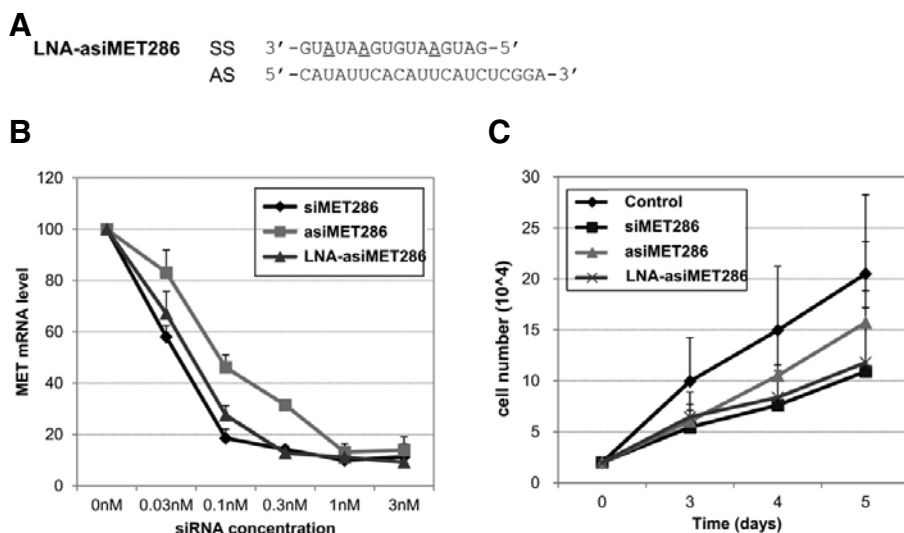 A
LNA-asiMET286 SS 3’-GUAUAAGUGUAAGUAG-5’
AS 5’-CAUAUUCACAUUCAUCUCGGA-3’
B
120
100
80
60
40
20
0
MET mRNA level
siMET286
asiMET286
LNA-asiMET286
0nM 0.03nM 0.1nM 0.3nM 1nM 3nM
siRNA concentration
C
30
25
20
15
10
5
0
cell number (10^4)
Control
siMET286
asiMET286
LNA-asiMET286
0 3 4 5
Time (days)